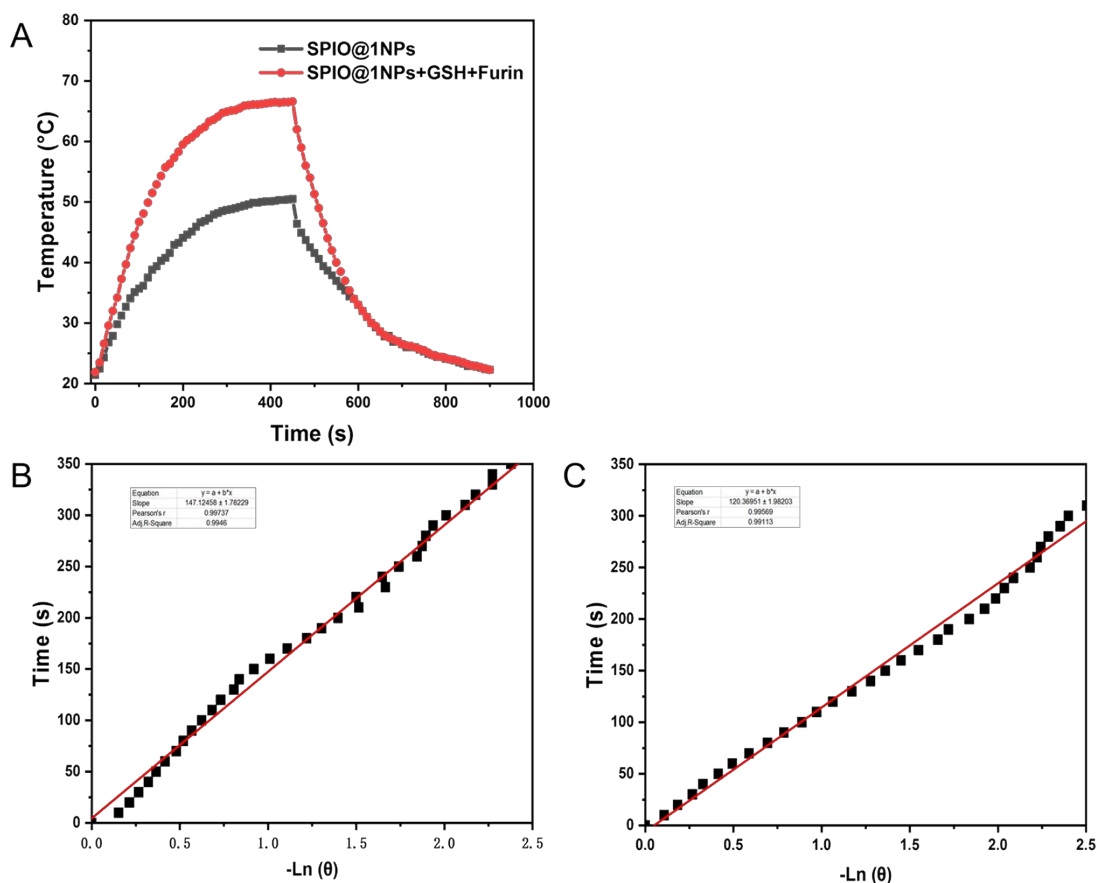 A
80
70
60
50
40
30
20
Temperature (°C)
SPIO@1NPs
SPIO@1NPs+GSH+Furin
0 200 400 600 800 1000
Time (s)
B
350
300
250
200
150
100
50
0
Time (s)
Equation y = a + b*x
Slope 147.12458 ± 1.78229
Pearson's r 0.99737
Adj.R-Square 0.9946
0.0 0.5 1.0 1.5 2.0 2.5
-Ln (θ)
C
350
300
250
200
150
100
50
0
Time (s)
Equation y = a + b*x
Slope 120.36951 ± 1.98203
Pearson's r 0.99569
Adj.R-Square 0.99113
0.0 0.5 1.0 1.5 2.0 2.5
-Ln (θ)